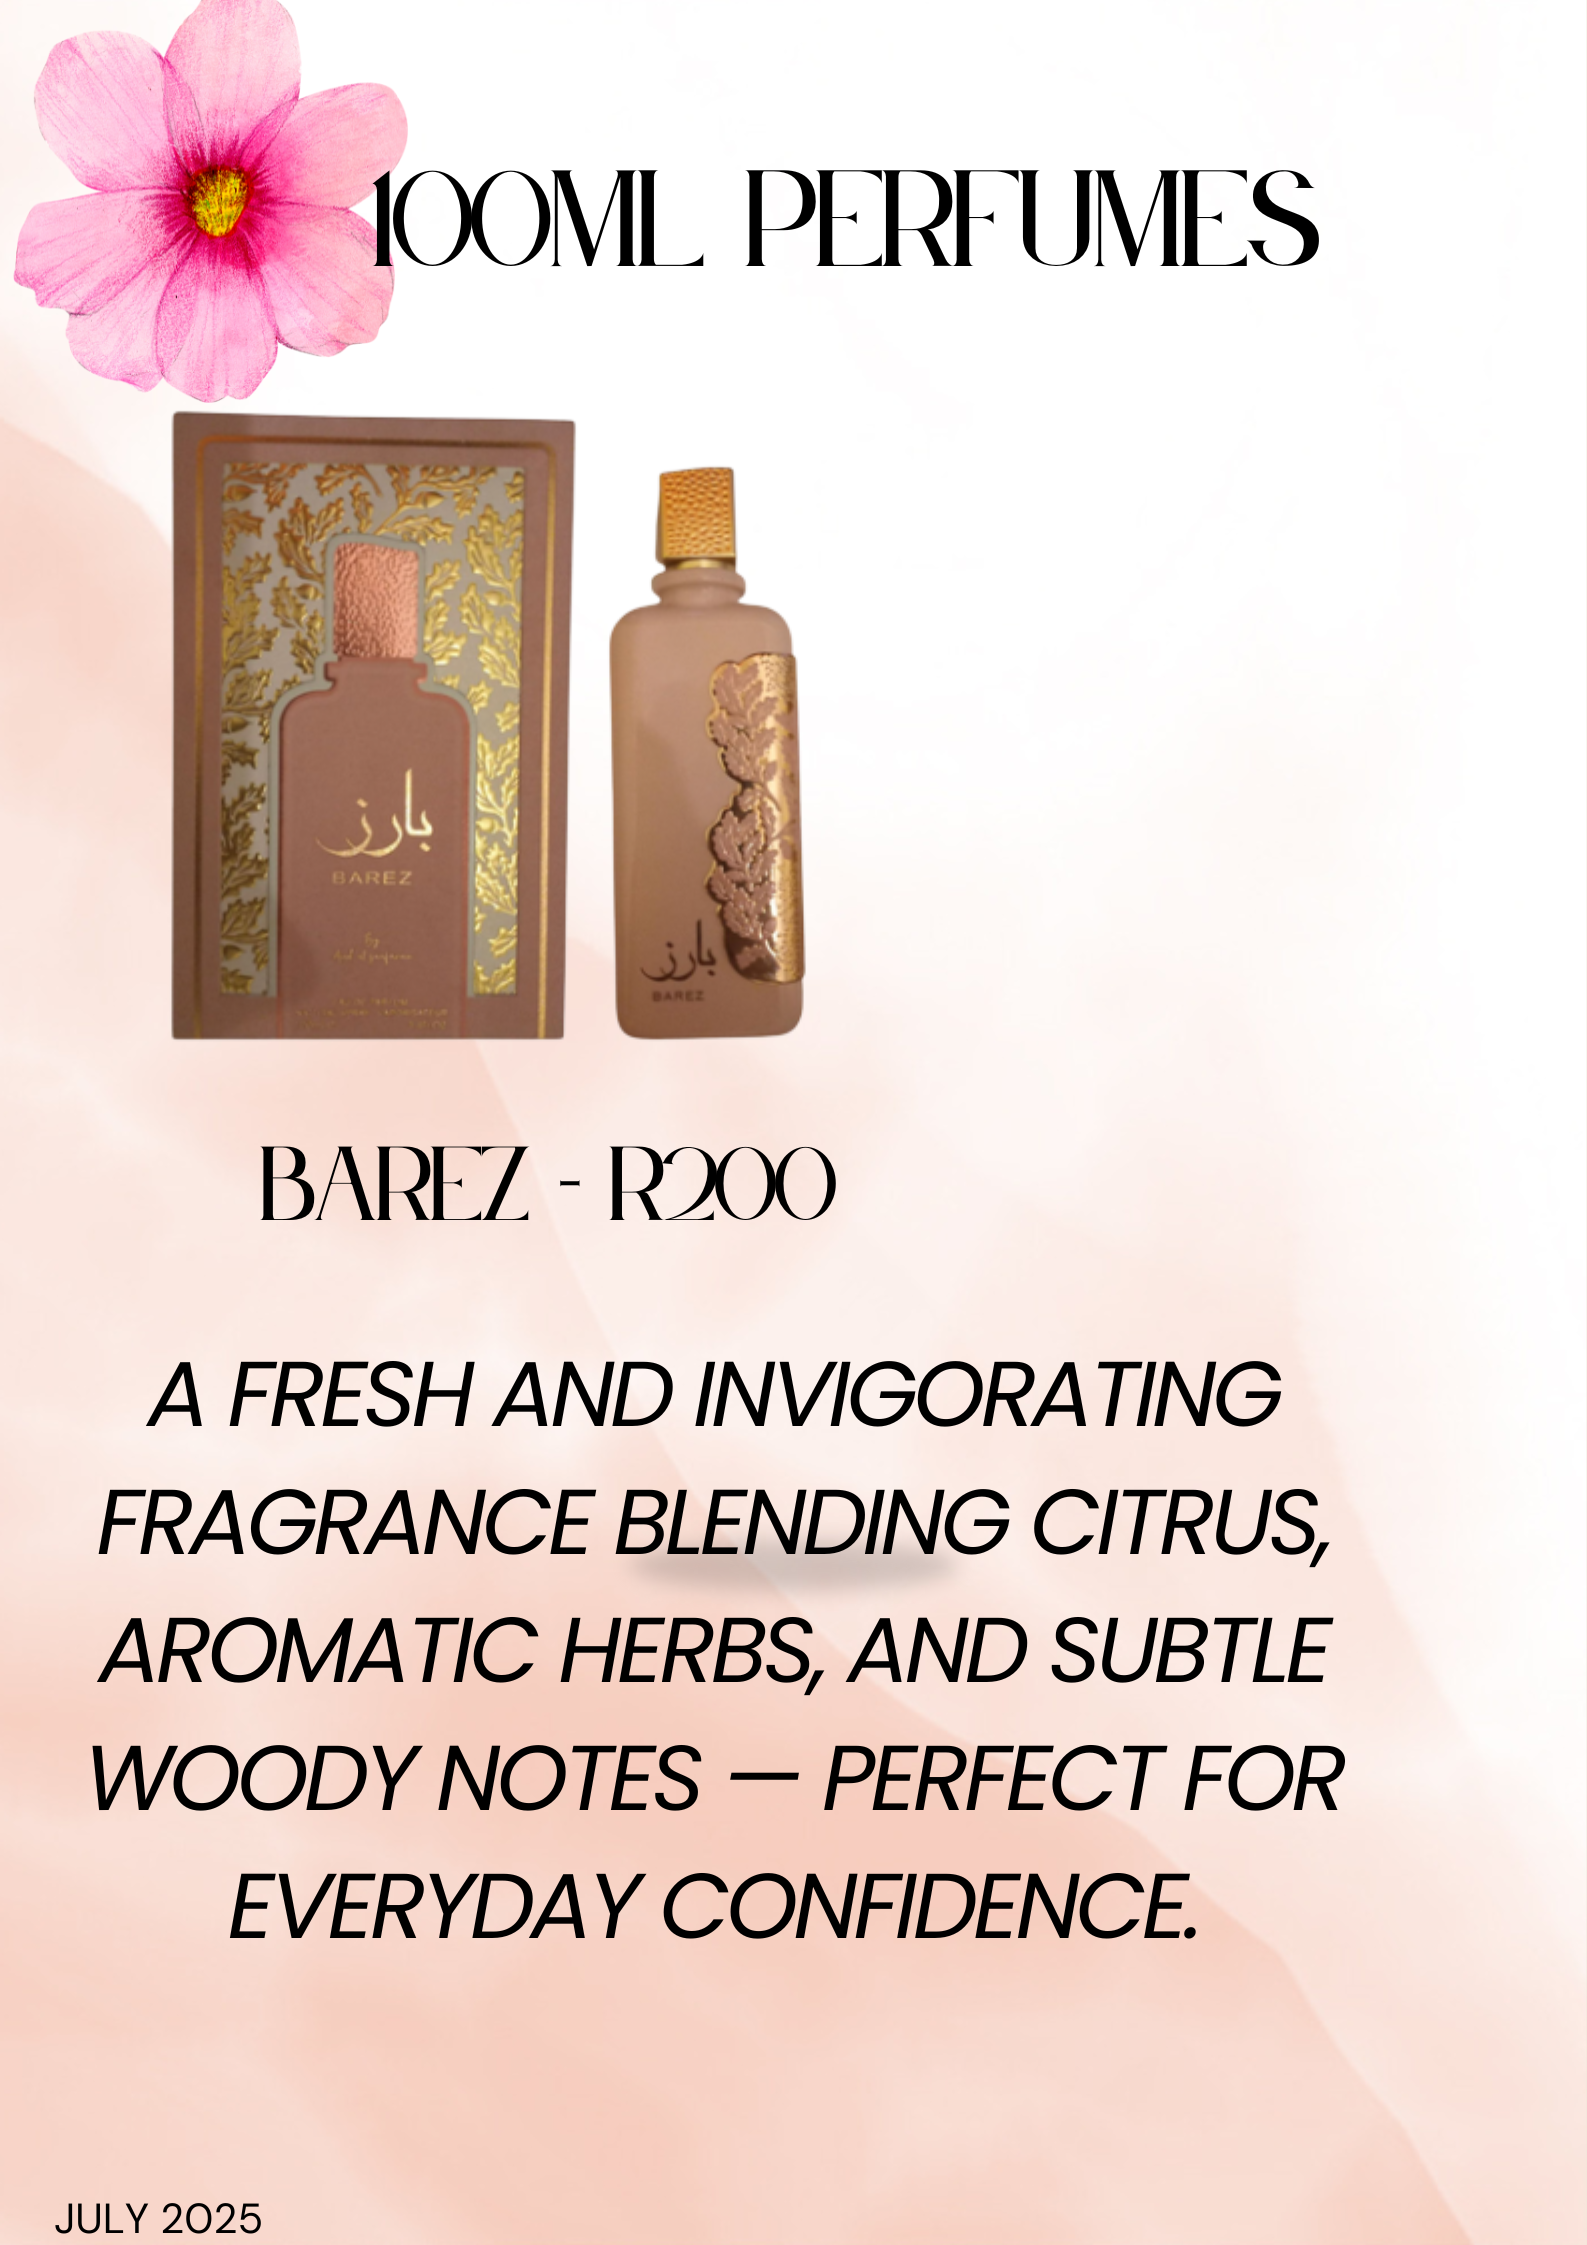 100ML PERFUMES
بارز
BAREZ
by
بارز
BAREZ
BAREZ - R200
A FRESH AND INVIGORATING
FRAGRANCE BLENDING CITRUS,
AROMATIC HERBS, AND SUBTLE
WOODY NOTES — PERFECT FOR
EVERYDAY CONFIDENCE.
JULY 2025